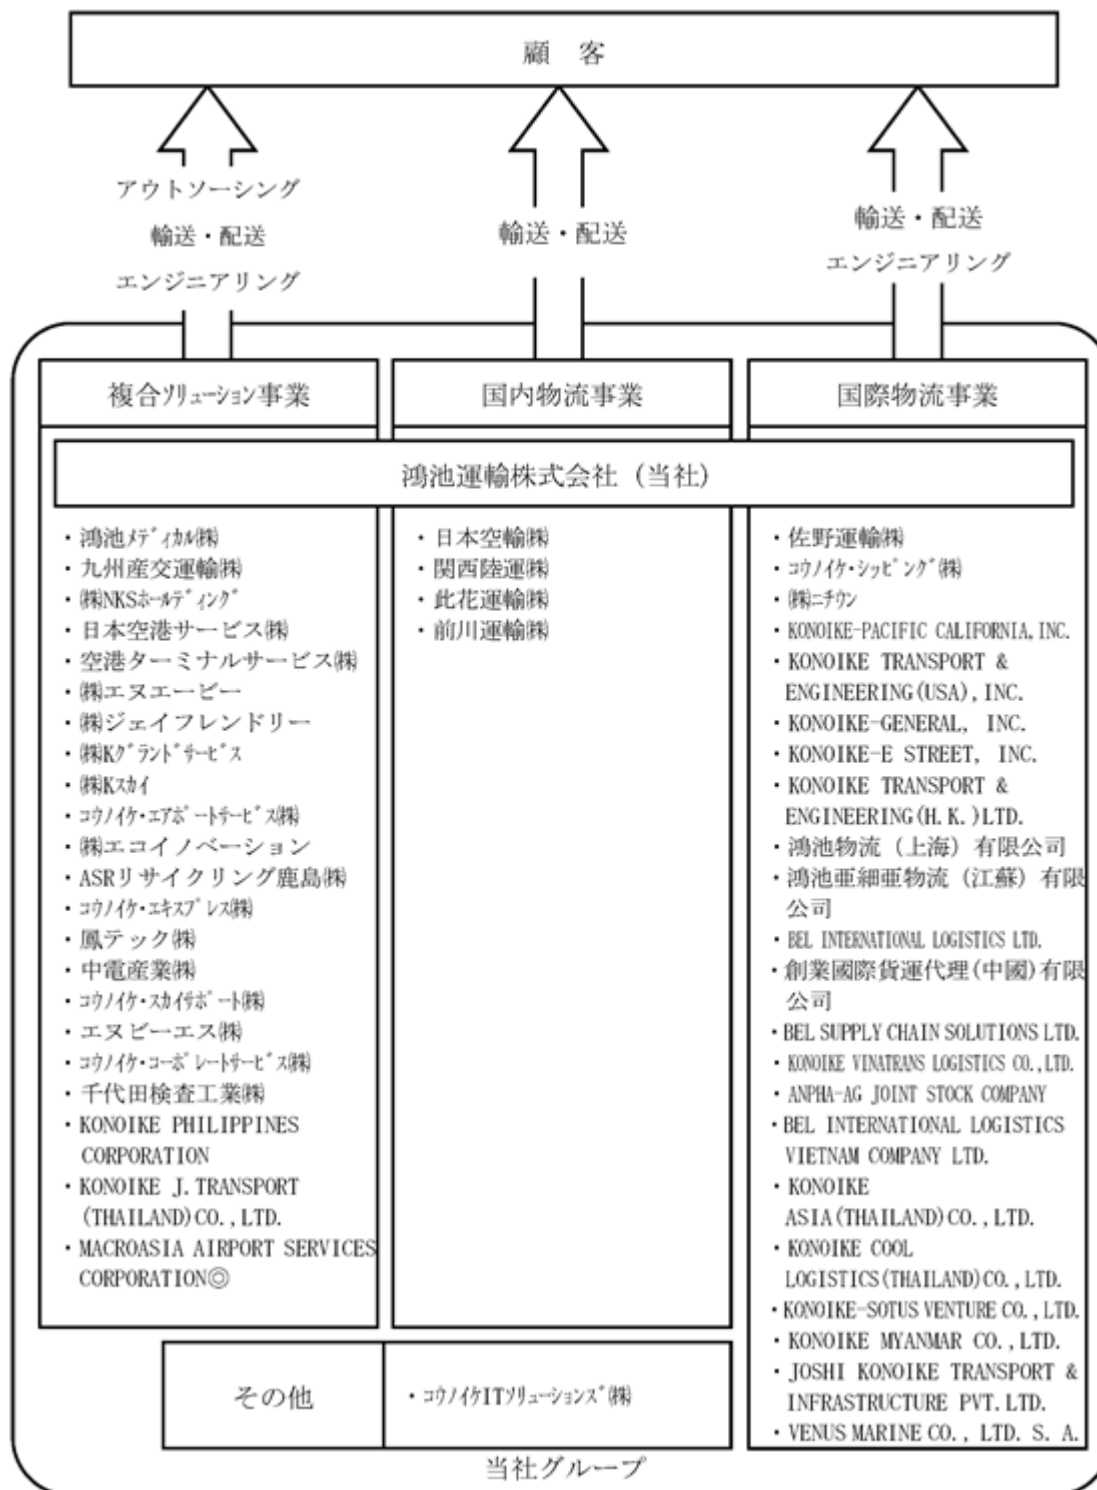 顧　客
アウトソーシング
輸送・配送
エンジニアリング
輸送・配送
輸送・配送
エンジニアリング
複合ｿﾘｭｰｼｮﾝ事業
国内物流事業
国際物流事業
鴻池運輸株式会社 (当社)
・鴻池ﾒﾃﾞｨｶﾙ㈱
・九州産交運輸㈱
・㈱NKSﾎｰﾙﾃﾞｨﾝｸﾞ
・日本空港サービス㈱
・空港ターミナルサービス㈱
・㈱エヌエービー
・㈱ジェイフレンドリー
・㈱Kｸﾞﾗﾝﾄﾞｻｰﾋﾞｽ
・㈱Kｽｶｲ
・ｺｳﾉｲｹ・ｴｱﾎﾟｰﾄｻｰﾋﾞｽ㈱
・㈱エコイノベーション
・ASRリサイクリング鹿島㈱
・ｺｳﾉｲｹ・ｴｷｽﾌﾟﾚｽ㈱
・鳳テック㈱
・中電産業㈱
・ｺｳﾉｲｹ・ｽｶｲｻﾎﾟｰﾄ㈱
・エヌビーエス㈱
・ｺｳﾉｲｹ・ｺｰﾎﾟﾚｰﾄｻｰﾋﾞｽ㈱
・千代田検査工業㈱
・KONOIKE PHILIPPINES
CORPORATION
・KONOIKE J.TRANSPORT
(THAILAND)CO.,LTD.
・MACROASIA AIRPORT SERVICES
CORPORATION◎
・日本空輸㈱
・関西陸運㈱
・此花運輸㈱
・前川運輸㈱
・佐野運輸㈱
・ｺｳﾉｲｹ・ｼｯﾋﾟﾝｸﾞ㈱
・㈱ﾆﾁｳﾝ
・KONOIKE-PACIFIC CALIFORNIA,INC.
・KONOIKE TRANSPORT &
ENGINEERING(USA),INC.
・KONOIKE-GENERAL, INC.
・KONOIKE-E STREET, INC.
・KONOIKE TRANSPORT &
ENGINEERING(H.K.)LTD.
・鴻池物流（上海）有限公司
・鴻池亜細亜物流（江蘇）有限
公司
・BEL INTERNATIONAL LOGISTICS LTD.
・創業國際貨運代理(中國)有限
公司
・BEL SUPPLY CHAIN SOLUTIONS LTD.
・KONOIKE VINATRANS LOGISTICS CO.,LTD.
・ANPHA-AG JOINT STOCK COMPANY
・BEL INTERNATIONAL LOGISTICS
VIETNAM COMPANY LTD.
・KONOIKE
ASIA(THAILAND)CO.,LTD.
・KONOIKE COOL
LOGISTICS(THAILAND)CO.,LTD.
・KONOIKE-SOTUS VENTURE CO.,LTD.
・KONOIKE MYANMAR CO.,LTD.
・JOSHI KONOIKE TRANSPORT &
INFRASTRUCTURE PVT.LTD.
・VENUS MARINE CO., LTD. S. A.
その他
・ｺｳﾉｲｹITｿﾘｭｰｼｮﾝｽﾞ㈱
当社グループ